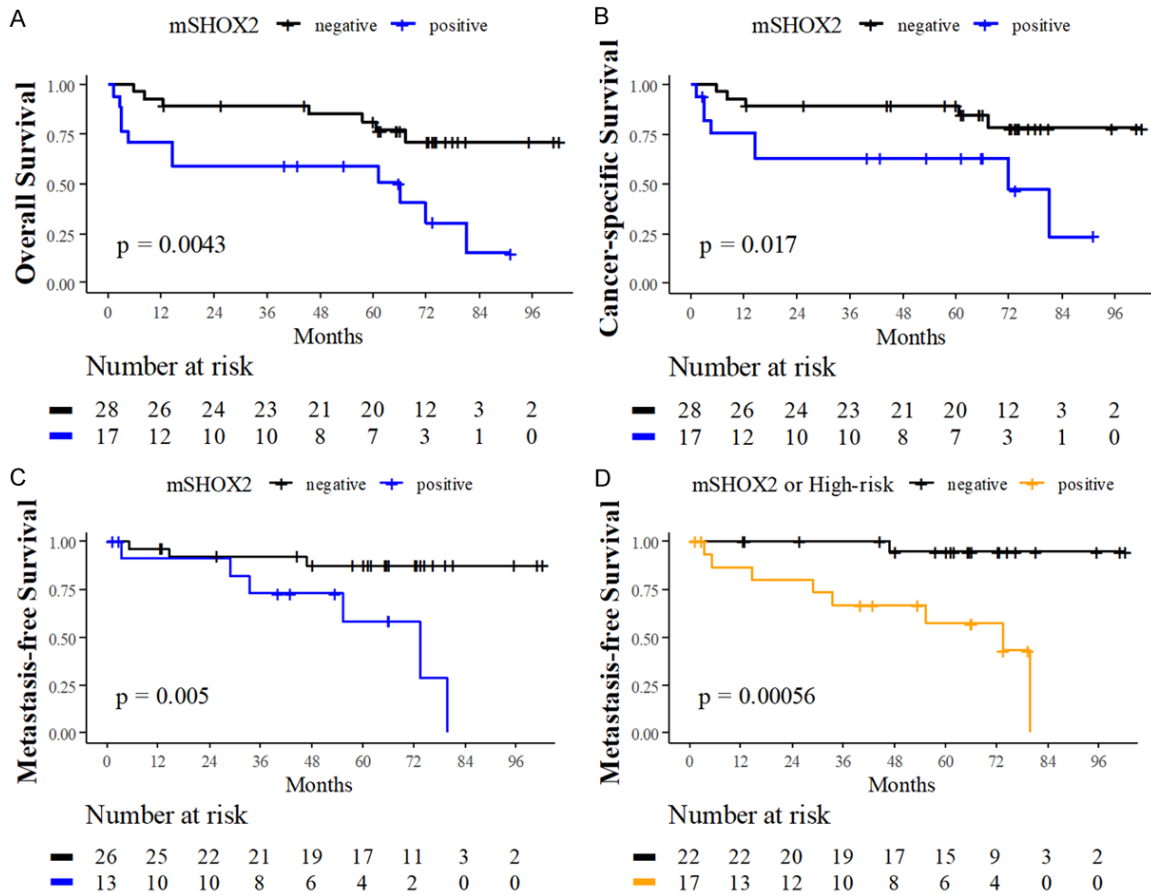 A
mSHOX2 negative positive
Overall Survival
1.00
0.75
0.50
0.25
0.00
p = 0.0043
0 12 24 36 48 60 72 84 96
Months
Number at risk
28 26 24 23 21 20 12 3 2
17 12 10 10 8 7 3 1 0
B
mSHOX2 negative positive
Cancer-specific Survival
1.00
0.75
0.50
0.25
0.00
p = 0.017
0 12 24 36 48 60 72 84 96
Months
Number at risk
28 26 24 23 21 20 12 3 2
17 12 10 10 8 7 3 1 0
C
mSHOX2 negative positive
Metastasis-free Survival
1.00
0.75
0.50
0.25
0.00
p = 0.005
0 12 24 36 48 60 72 84 96
Months
Number at risk
26 25 22 21 19 17 11 3 2
13 10 10 8 6 4 2 0 0
D
mSHOX2 or High-risk negative positive
Metastasis-free Survival
1.00
0.75
0.50
0.25
0.00
p = 0.00056
0 12 24 36 48 60 72 84 96
Months
Number at risk
22 22 20 19 17 15 9 3 2
17 13 12 10 8 6 4 0 0